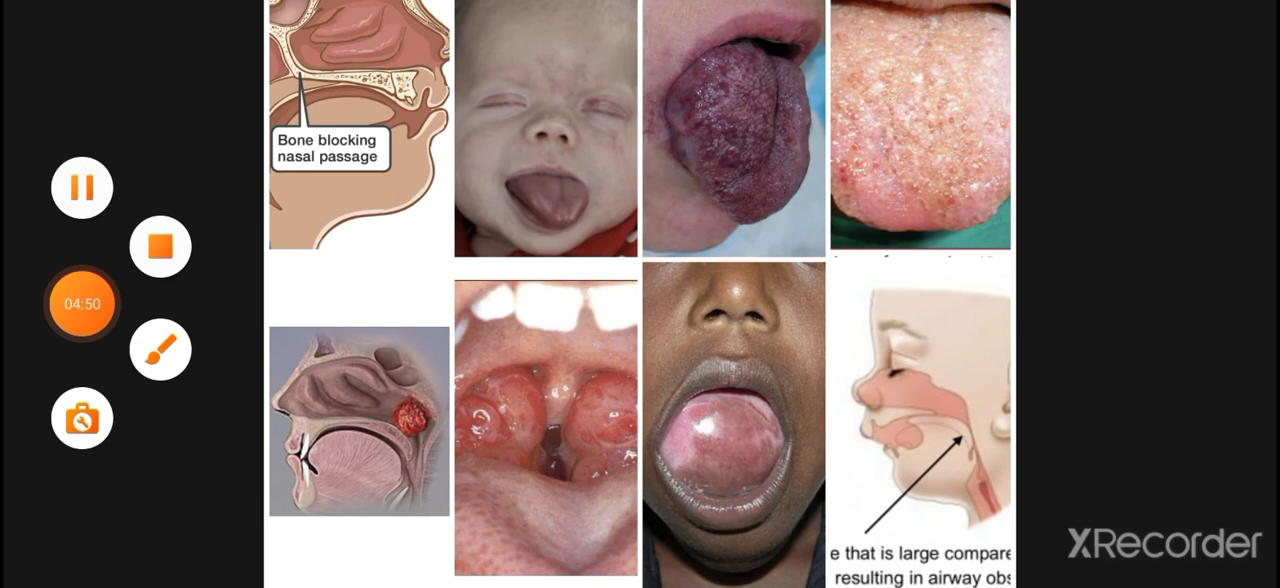 Bone blocking
nasal passage
04:50
e that is large compare
resulting in airway obs
XRecorder